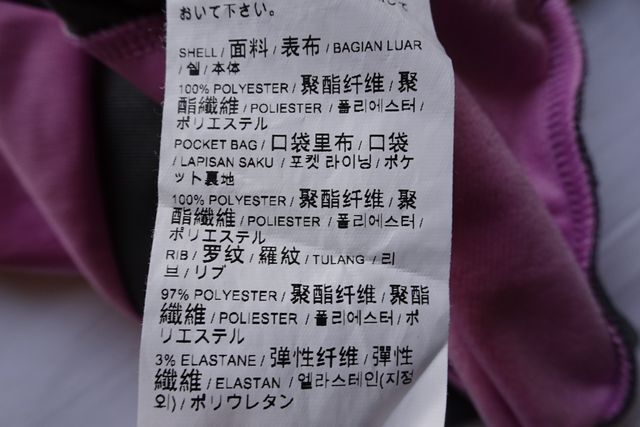 おいて下さい。
SHELL / 面料 / 表布 / BAGIAN LUAR
/ 쉘 / 本体
100% POLYESTER / 聚酯纤维 / 聚
酯纖維 / POLIESTER / 폴리에스터 /
ポリエステル
POCKET BAG / 口袋里布 / 口袋
/ LAPISAN SAKU / 포켓 라이닝 / ポケ
ット裏地
100% POLYESTER / 聚酯纤维 / 聚
酯纖維 / POLIESTER / 폴리에스터 /
ポリエステル
RIB / 罗纹 / 羅紋 / TULANG / 리
브 / リブ
97% POLYESTER / 聚酯纤维 / 聚酯
纖維 / POLIESTER / 폴리에스터 / ポ
リエステル
3% ELASTANE / 弹性纤维 / 彈性
纖維 / ELASTAN / 엘라스테인(지정
외) / ポリウレタン